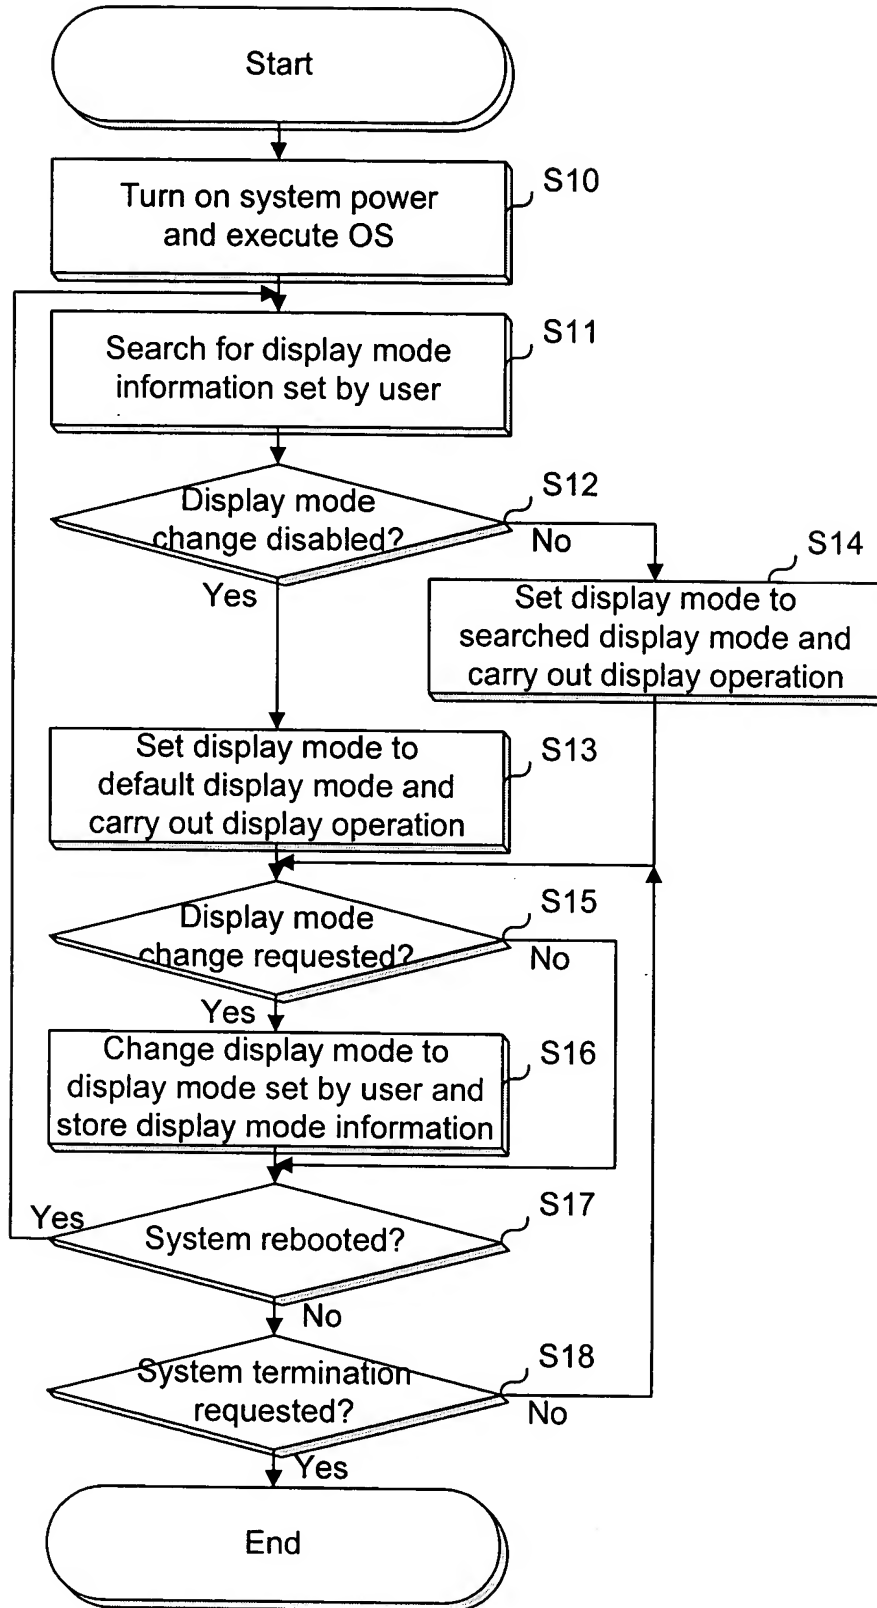 Start
Turn on system power
and execute OS
S10
Search for display mode
information set by user
S11
Display mode
change disabled?
S12
No
Yes
S14
Set display mode to
searched display mode and
carry out display operation
Set display mode to
default display mode and
carry out display operation
S13
Display mode
change requested?
S15
No
Yes
Change display mode to
display mode set by user and
store display mode information
S16
Yes
System rebooted?
S17
No
System termination
requested?
S18
No
Yes
End